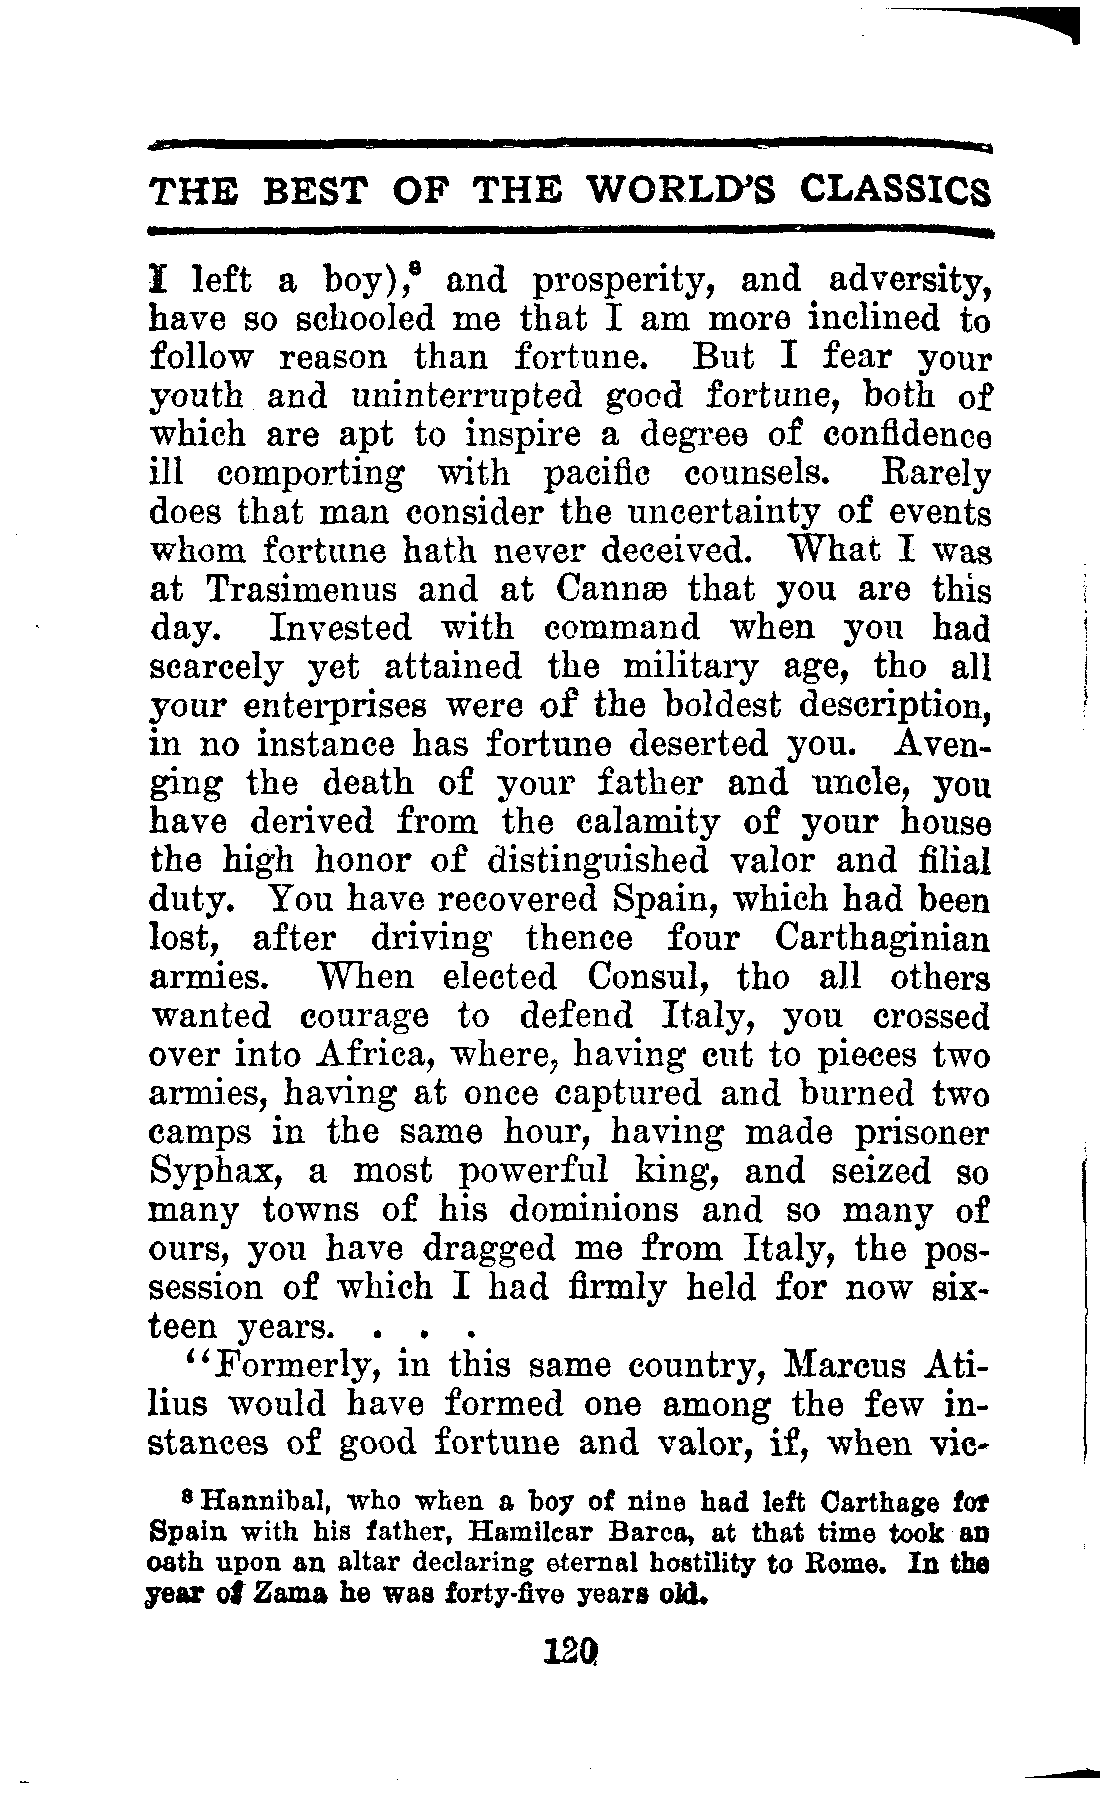 THE BEST OF THE WORLD'S CLASSICS
I left a boy),⁸ and prosperity, and adversity,
have so schooled me that I am more inclined to
follow reason than fortune. But I fear your
youth and uninterrupted good fortune, both of
which are apt to inspire a degree of confidence
ill comporting with pacific counsels. Rarely
does that man consider the uncertainty of events
whom fortune hath never deceived. What I was
at Trasimenus and at Cannæ that you are this
day. Invested with command when you had
scarcely yet attained the military age, tho all
your enterprises were of the boldest description,
in no instance has fortune deserted you. Aven-
ging the death of your father and uncle, you
have derived from the calamity of your house
the high honor of distinguished valor and filial
duty. You have recovered Spain, which had been
lost, after driving thence four Carthaginian
armies. When elected Consul, tho all others
wanted courage to defend Italy, you crossed
over into Africa, where, having cut to pieces two
armies, having at once captured and burned two
camps in the same hour, having made prisoner
Syphax, a most powerful king, and seized so
many towns of his dominions and so many of
ours, you have dragged me from Italy, the pos-
session of which I had firmly held for now six-
teen years. . . .
"Formerly, in this same country, Marcus Ati-
lius would have formed one among the few in-
stances of good fortune and valor, if, when vic-
⁸ Hannibal, who when a boy of nine had left Carthage for
Spain with his father, Hamilcar Barca, at that time took an
oath upon an altar declaring eternal hostility to Rome. In the
year of Zama he was forty-five years old.
120